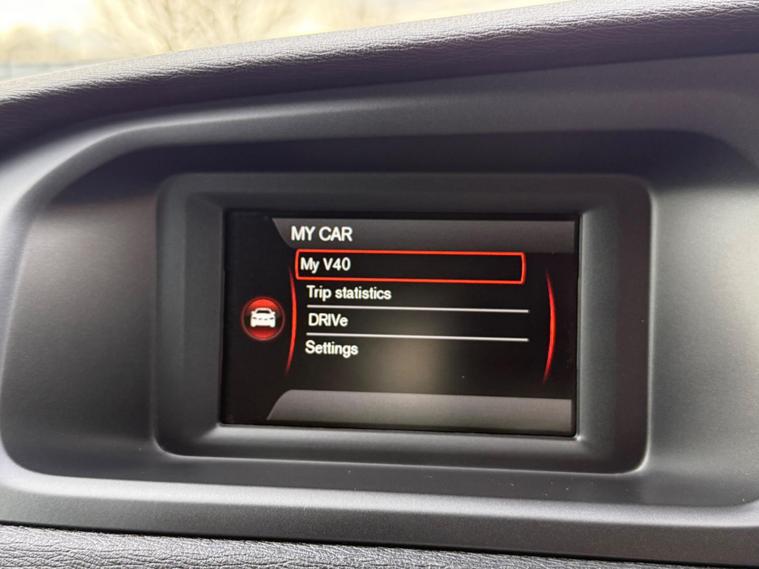 MY CAR
My V40
Trip statistics
DRIVe
Settings